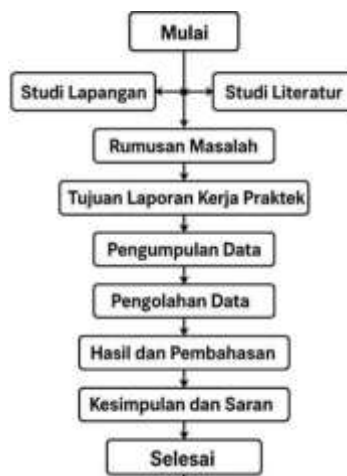 Mulai
Studi Lapangan
Studi Literatur
Rumusan Masalah
Tujuan Laporan Kerja Praktek
Pengumpulan Data
Pengolahan Data
Hasil dan Pembahasan
Kesimpulan dan Saran
Selesai